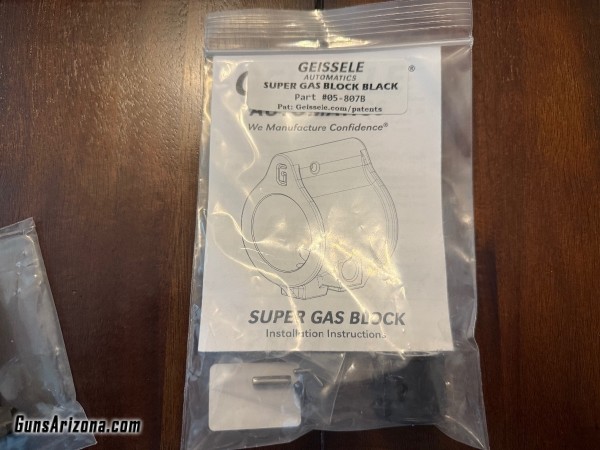 GEISSELE
AUTOMATICS
SUPER GAS BLOCK BLACK
Part #05-807B
Pat: Geissele.com/patents
®
AUTOMATICS
We Manufacture Confidence®
G
SUPER GAS BLOCK
Installation Instructions
GunsArizona.com